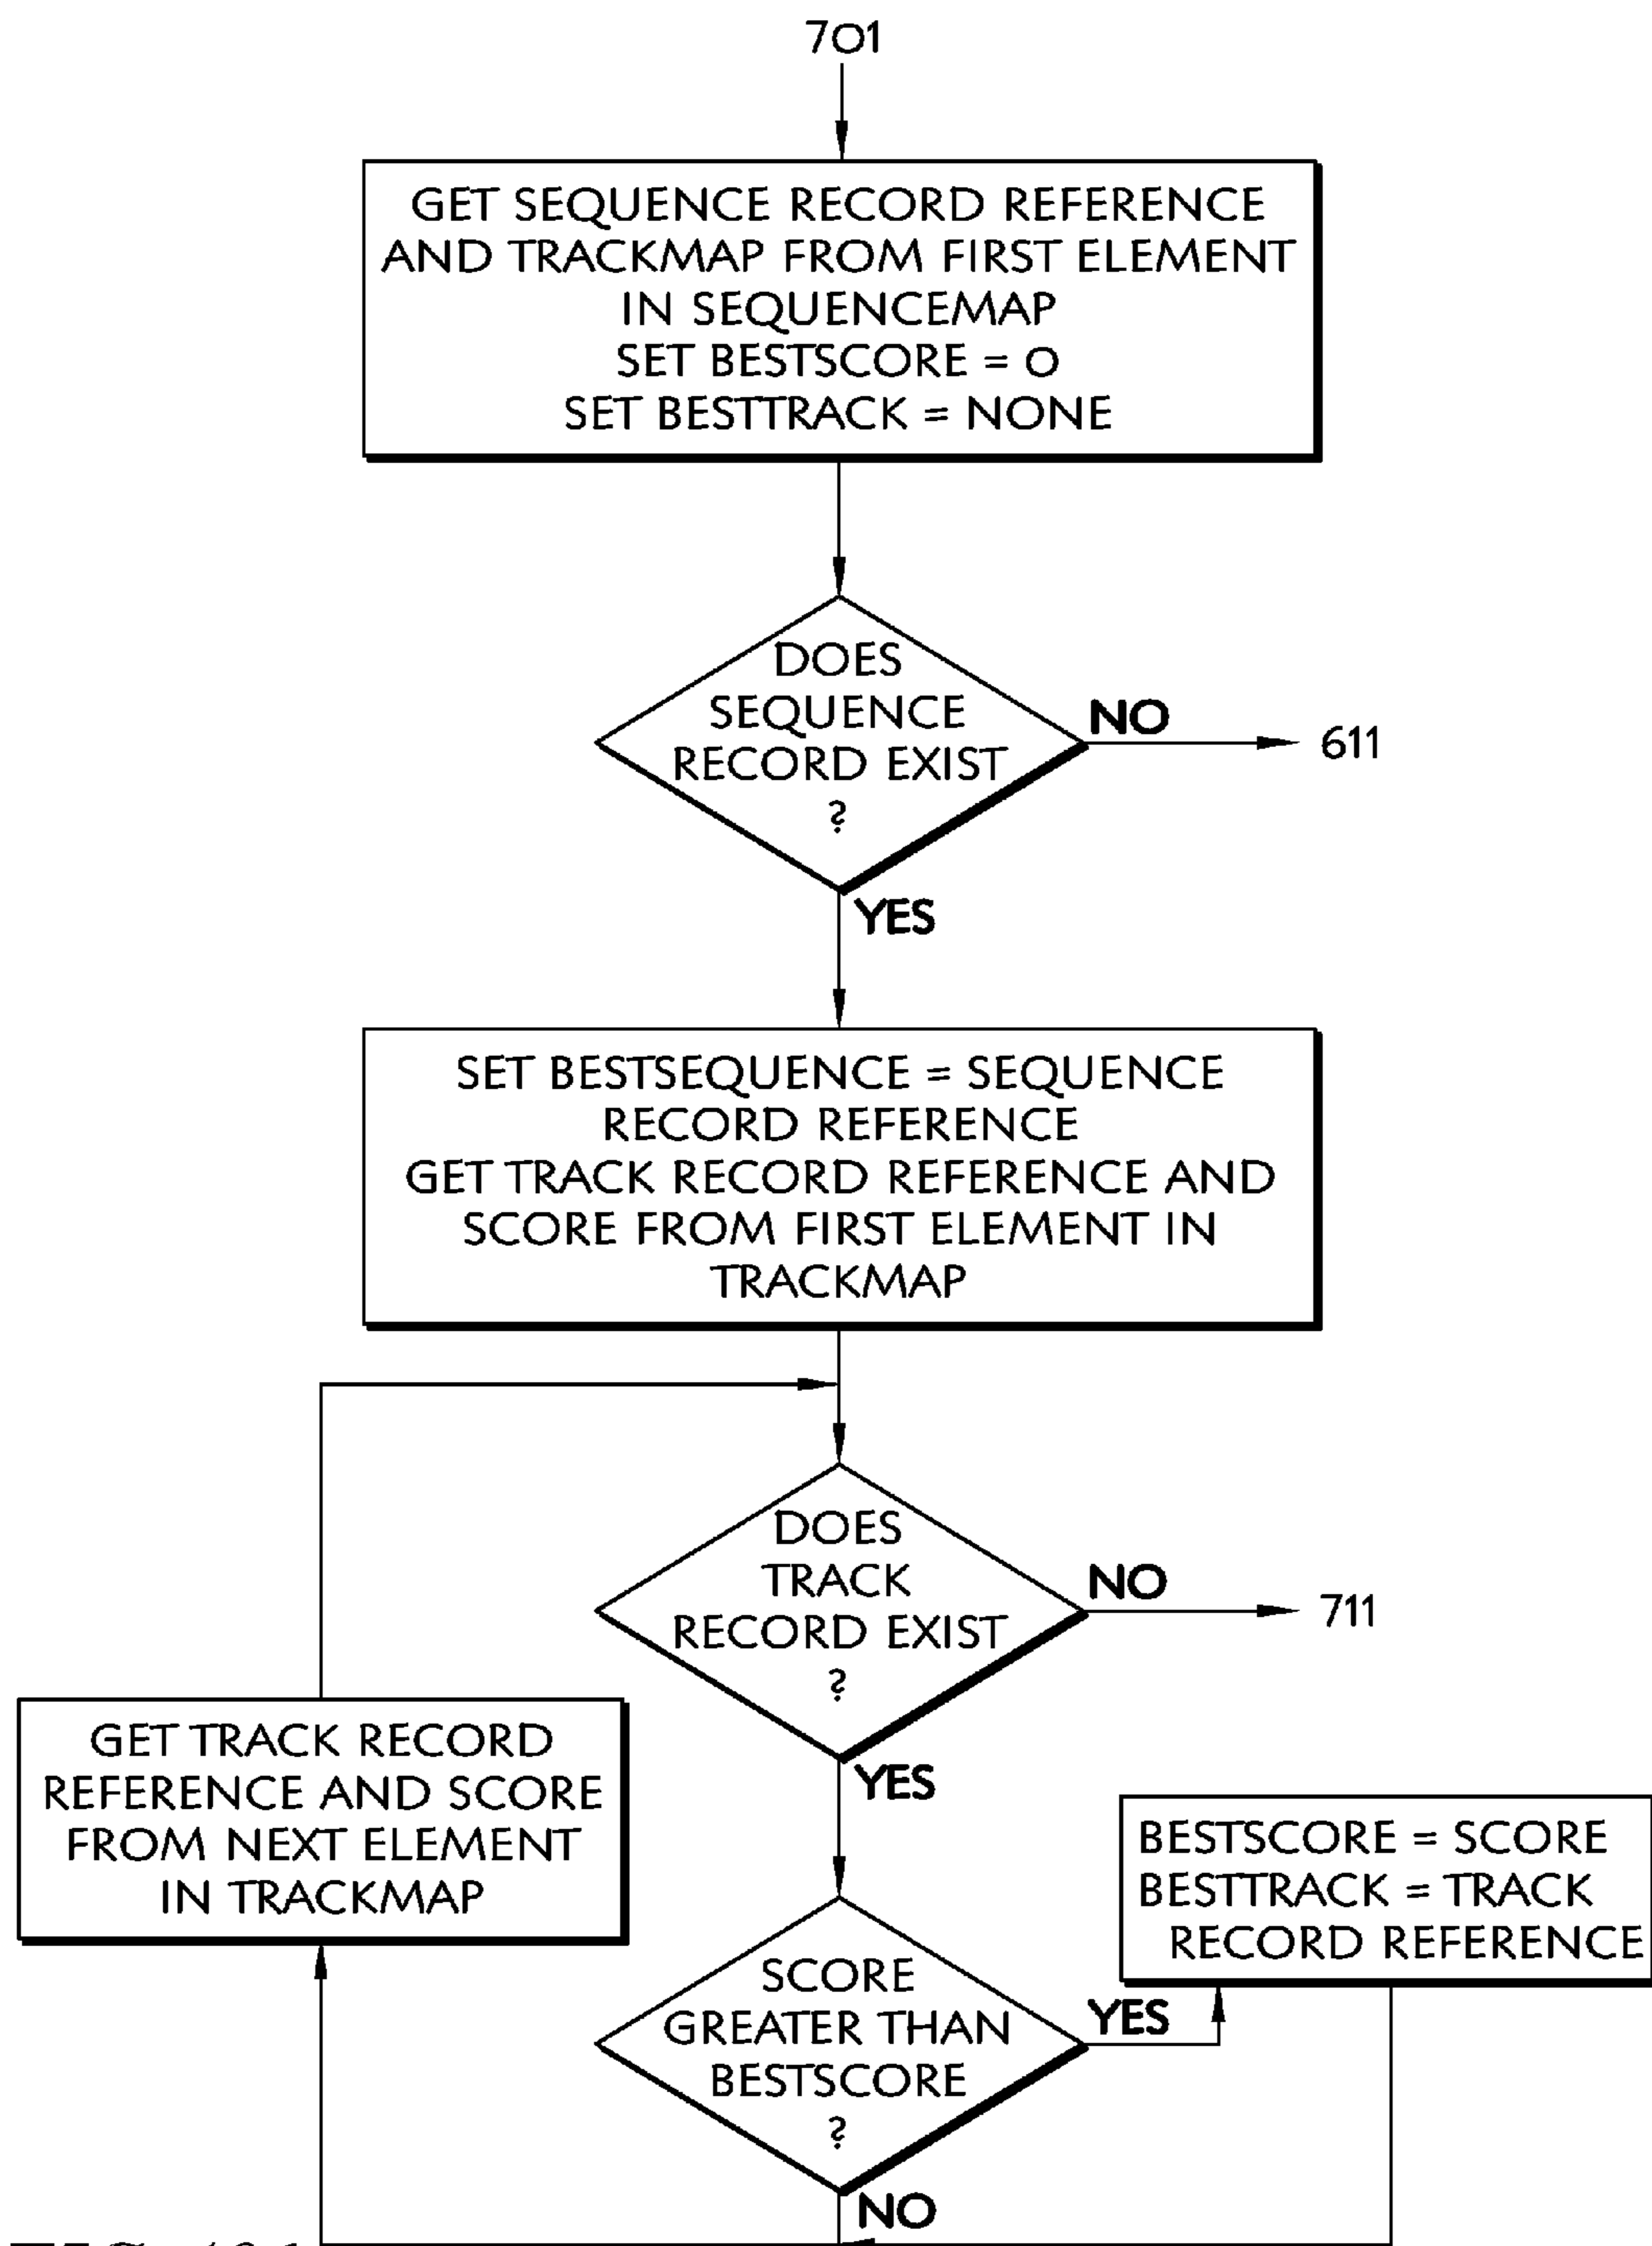 701
GET SEQUENCE RECORD REFERENCE
AND TRACKMAP FROM FIRST ELEMENT
IN SEQUENCEMAP
SET BESTSCORE = 0
SET BESTTRACK = NONE
DOES
SEQUENCE
RECORD EXIST
?
NO
611
YES
SET BESTSEQUENCE = SEQUENCE
RECORD REFERENCE
GET TRACK RECORD REFERENCE AND
SCORE FROM FIRST ELEMENT IN
TRACKMAP
DOES
TRACK
RECORD EXIST
?
NO
711
YES
GET TRACK RECORD
REFERENCE AND SCORE
FROM NEXT ELEMENT
IN TRACKMAP
BESTSCORE = SCORE
BESTTRACK = TRACK
RECORD REFERENCE
SCORE
GREATER THAN
BESTSCORE
?
YES
NO